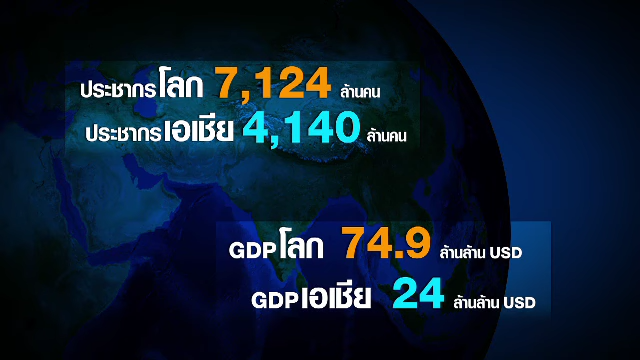 ประชากรโลก 7,124 ล้านคน
ประชากรเอเชีย 4,140 ล้านคน
GDPโลก 74.9 ล้านล้าน USD
GDPเอเชีย 24 ล้านล้าน USD